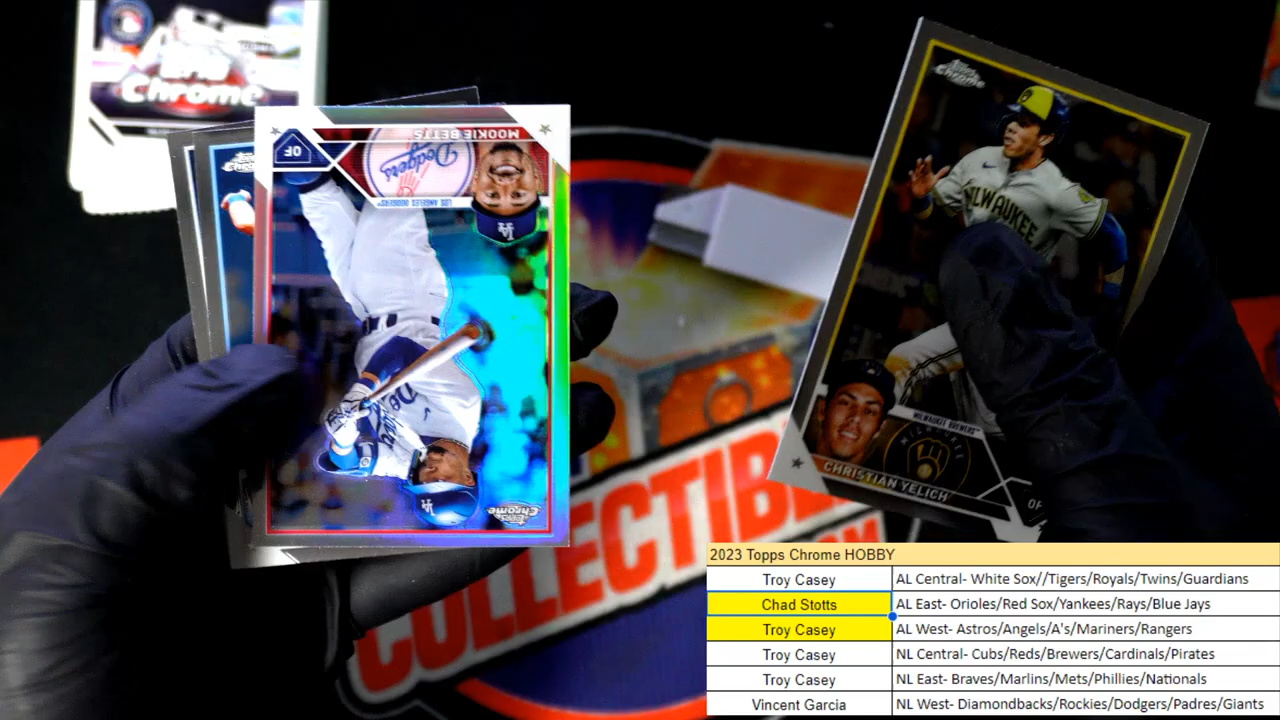 Chrome
MOOKIE BETTS
OF
Dodgers
LOS ANGELES DODGERS
LA
LA
Topps
Chrome
Topps
Chrome
MILWAUKEE
MILWAUKEE BREWERS
CHRISTIAN YELICH
OF
COLLECTIB
2023 Topps Chrome HOBBY
Troy Casey AL Central- White Sox//Tigers/Royals/Twins/Guardians
Chad Stotts AL East- Orioles/Red Sox/Yankees/Rays/Blue Jays
Troy Casey AL West- Astros/Angels/A's/Mariners/Rangers
Troy Casey NL Central- Cubs/Reds/Brewers/Cardinals/Pirates
Troy Casey NL East- Braves/Marlins/Mets/Phillies/Nationals
Vincent Garcia NL West- Diamondbacks/Rockies/Dodgers/Padres/Giants